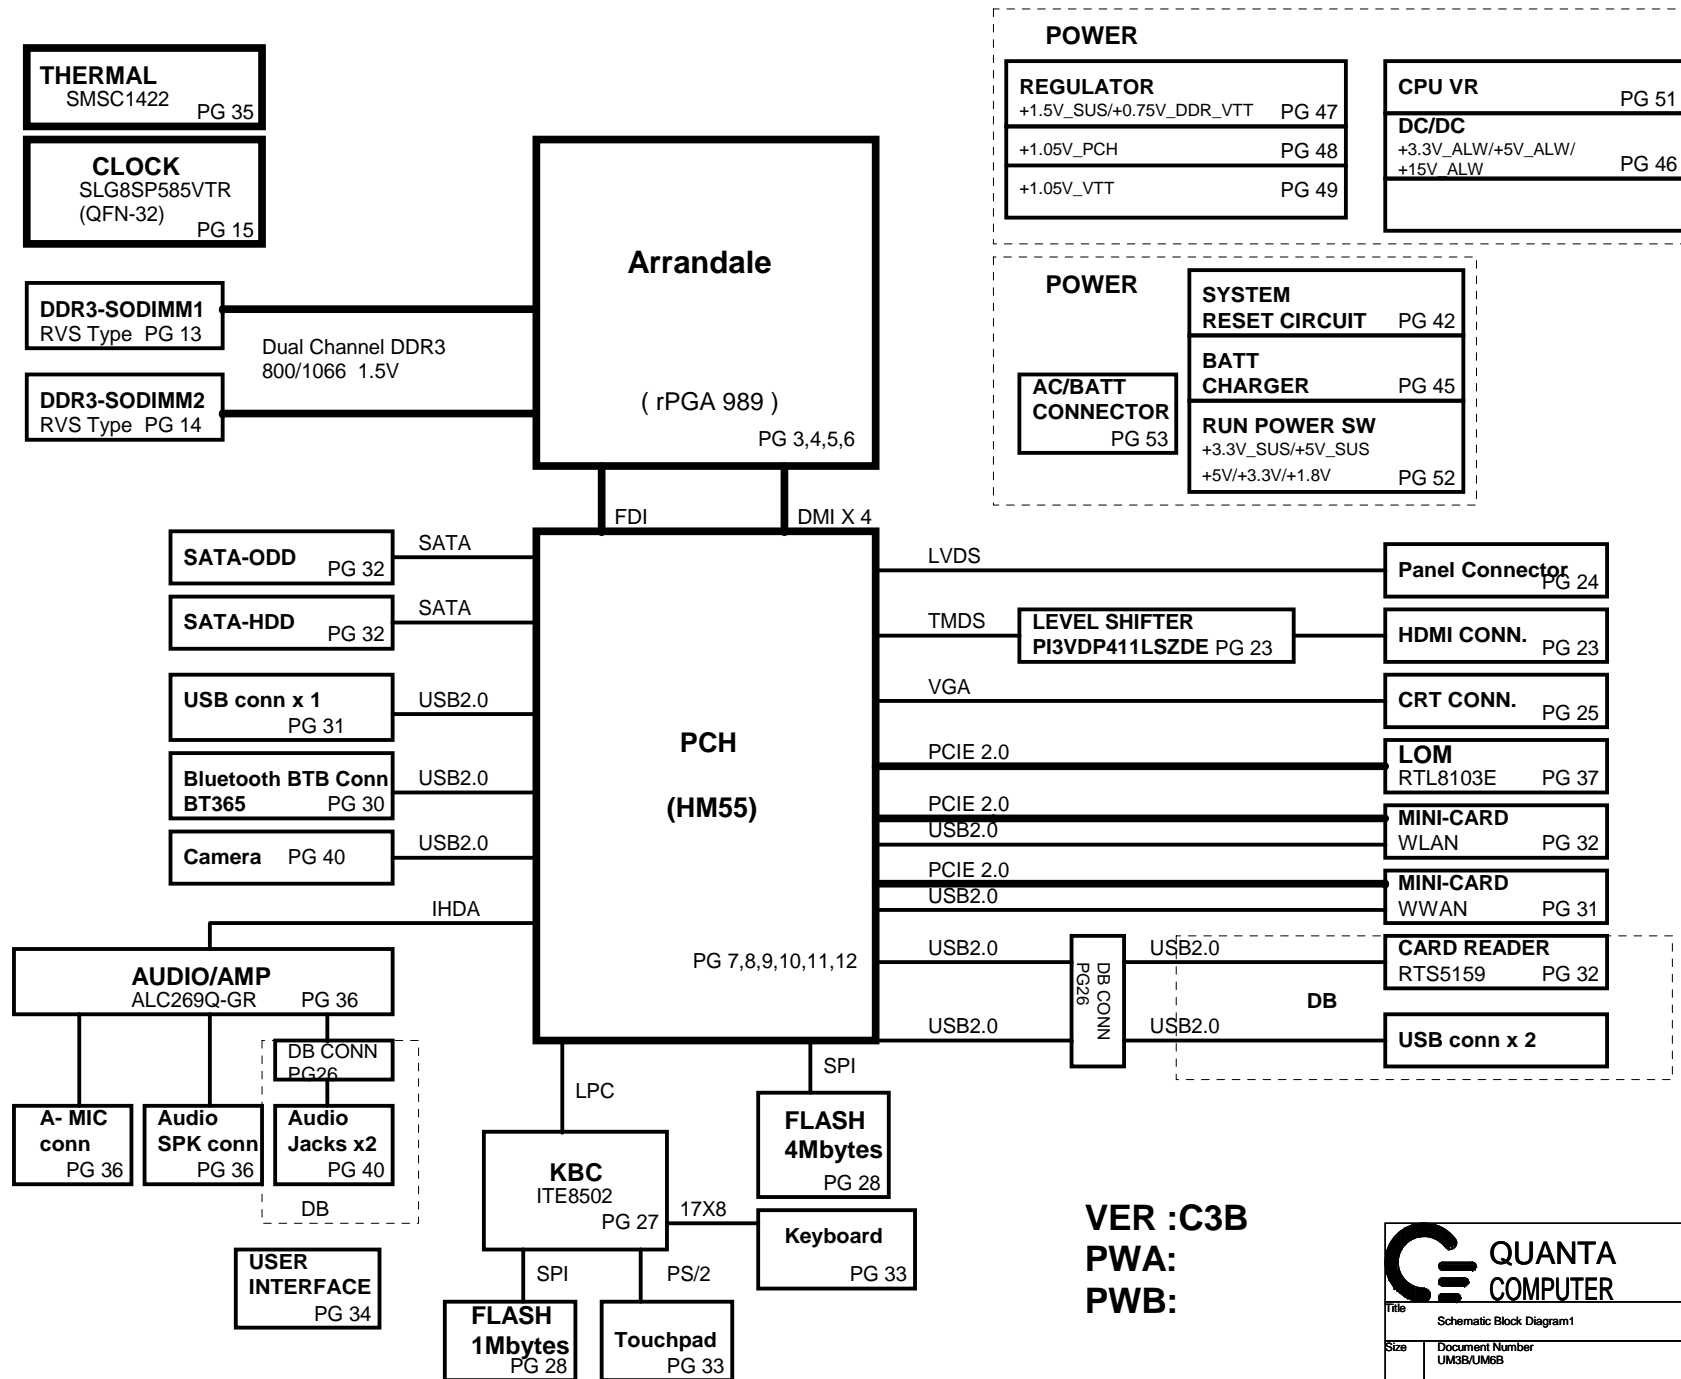 THERMAL
SMSC1422
PG 35
CLOCK
SLG8SP585VTR
(QFN-32)
PG 15
DDR3-SODIMM1
RVS Type PG 13
DDR3-SODIMM2
RVS Type PG 14
Dual Channel DDR3
800/1066 1.5V
Arrandale
( rPGA 989 )
PG 3,4,5,6
FDI
DMI X 4
POWER
REGULATOR
+1.5V_SUS/+0.75V_DDR_VTT PG 47
+1.05V_PCH PG 48
+1.05V_VTT PG 49
CPU VR
PG 51
DC/DC
+3.3V_ALW/+5V_ALW/
+15V_ALW
PG 46
POWER
AC/BATT
CONNECTOR
PG 53
SYSTEM
RESET CIRCUIT PG 42
BATT
CHARGER PG 45
RUN POWER SW
+3.3V_SUS/+5V_SUS
+5V/+3.3V/+1.8V PG 52
SATA-ODD
PG 32
SATA
SATA-HDD
PG 32
SATA
USB conn x 1
PG 31
USB2.0
Bluetooth BTB Conn
BT365 PG 30
USB2.0
Camera PG 40
USB2.0
IHDA
PCH
(HM55)
PG 7,8,9,10,11,12
LVDS
Panel Connector
PG 24
TMDS
LEVEL SHIFTER
PI3VDP411LSZDE PG 23
HDMI CONN.
PG 23
VGA
CRT CONN.
PG 25
PCIE 2.0
LOM
RTL8103E PG 37
PCIE 2.0
USB2.0
MINI-CARD
WLAN PG 32
PCIE 2.0
USB2.0
MINI-CARD
WWAN PG 31
USB2.0
DB CONN
PG26
USB2.0
CARD READER
RTS5159 PG 32
DB
USB2.0
USB2.0
USB conn x 2
AUDIO/AMP
ALC269Q-GR PG 36
DB CONN
PG26
A- MIC
conn
PG 36
Audio
SPK conn
PG 36
Audio
Jacks x2
PG 40
DB
LPC
SPI
FLASH
4Mbytes
PG 28
KBC
ITE8502
PG 27
17X8
Keyboard
PG 33
USER
INTERFACE
PG 34
SPI
PS/2
FLASH
1Mbytes
PG 28
Touchpad
PG 33
VER :C3B
PWA:
PWB:
QUANTA
COMPUTER
Title
Schematic Block Diagram1
Size
Document Number
UM3B/UM6B